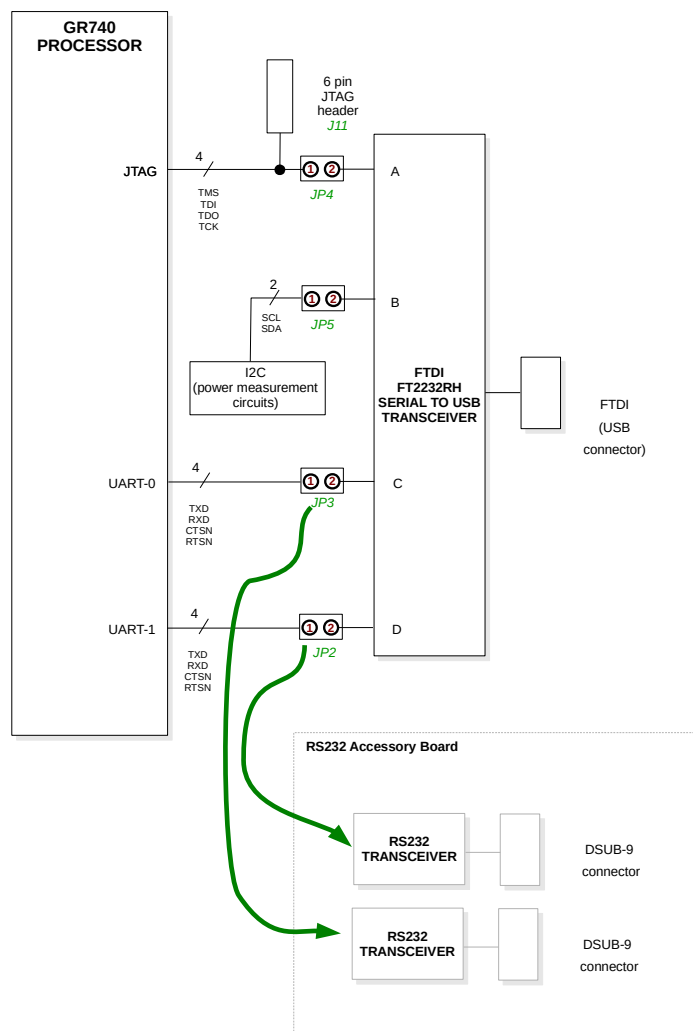 GR740
PROCESSOR
6 pin
JTAG
header
J11
JTAG
4
TMS
TDI
TDO
TCK
1 2
JP4
A
2
SCL
SDA
1 2
JP5
B
I2C
(power measurement
circuits)
FTDI
FT2232RH
SERIAL TO USB
TRANSCEIVER
FTDI
(USB
connector)
UART-0
4
TXD
RXD
CTSN
RTSN
1 2
JP3
C
UART-1
4
TXD
RXD
CTSN
RTSN
1 2
JP2
D
RS232 Accessory Board
RS232
TRANSCEIVER
DSUB-9
connector
RS232
TRANSCEIVER
DSUB-9
connector